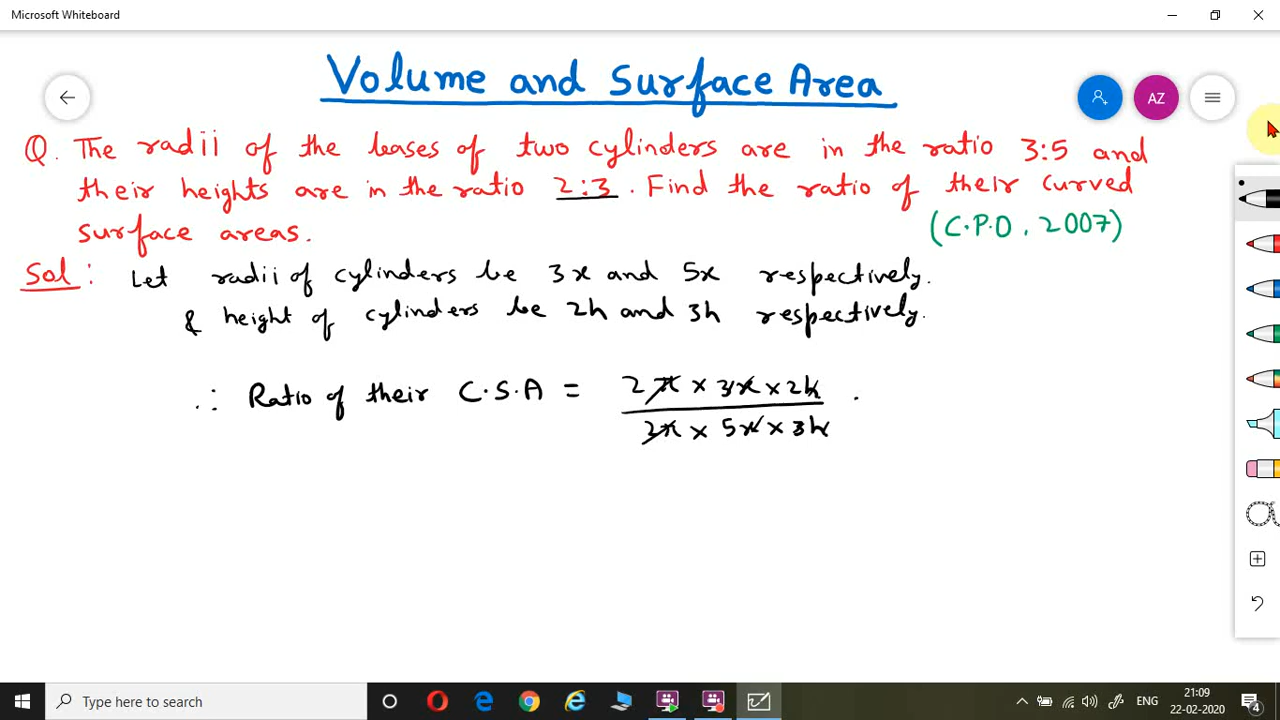 Microsoft Whiteboard
Volume and Surface Area
AZ
Q. The radii of the bases of two cylinders are in the ratio 3:5 and
their heights are in the ratio 2:3. Find the ratio of their curved
surface areas.
(C.P.O, 2007)
Sol: Let radii of cylinders be 3x and 5x respectively.
& height of cylinders be 2h and 3h respectively.
∴ Ratio of their C.S.A = 2π × 3x × 2h / 2π × 5x × 3h .
Type here to search
ENG
21:09
22-02-2020
4